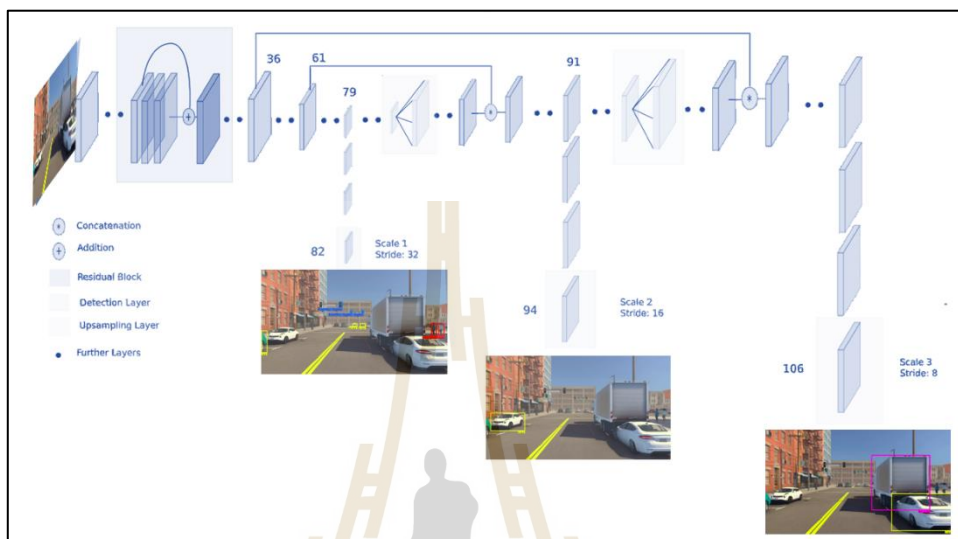 36
61
79
91
Concatenation
Addition
Residual Block
Detection Layer
Upsampling Layer
Further Layers
82
Scale 1
Stride: 32
94
Scale 2
Stride: 16
106
Scale 3
Stride: 8